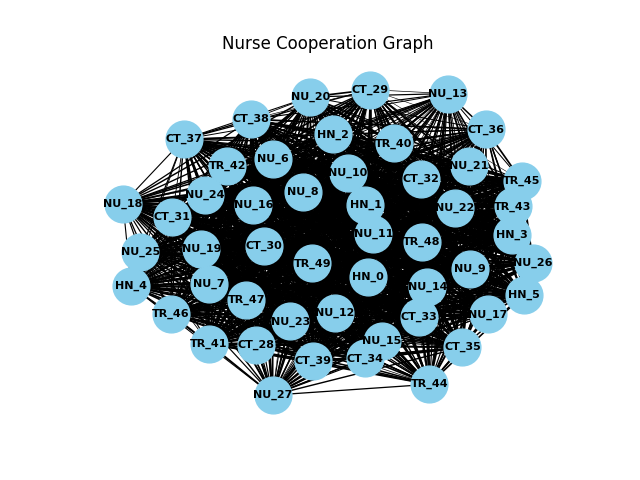 Nurse Cooperation Graph
CT_29
NU_13
NU_20
CT_38
CT_36
HN_2
CT_37
TR_40
NU_6
TR_42
NU_21
NU_10
CT_32
TR_45
NU_8
NU_24
NU_18
NU_16
HN_1
TR_43
NU_22
CT_31
NU_11
HN_3
TR_48
CT_30
NU_19
NU_25
TR_49
NU_26
NU_9
HN_0
NU_7
HN_4
NU_14
HN_5
TR_47
NU_12
TR_46
NU_17
CT_33
NU_23
NU_15
TR_41
CT_28
CT_35
CT_34
CT_39
TR_44
NU_27